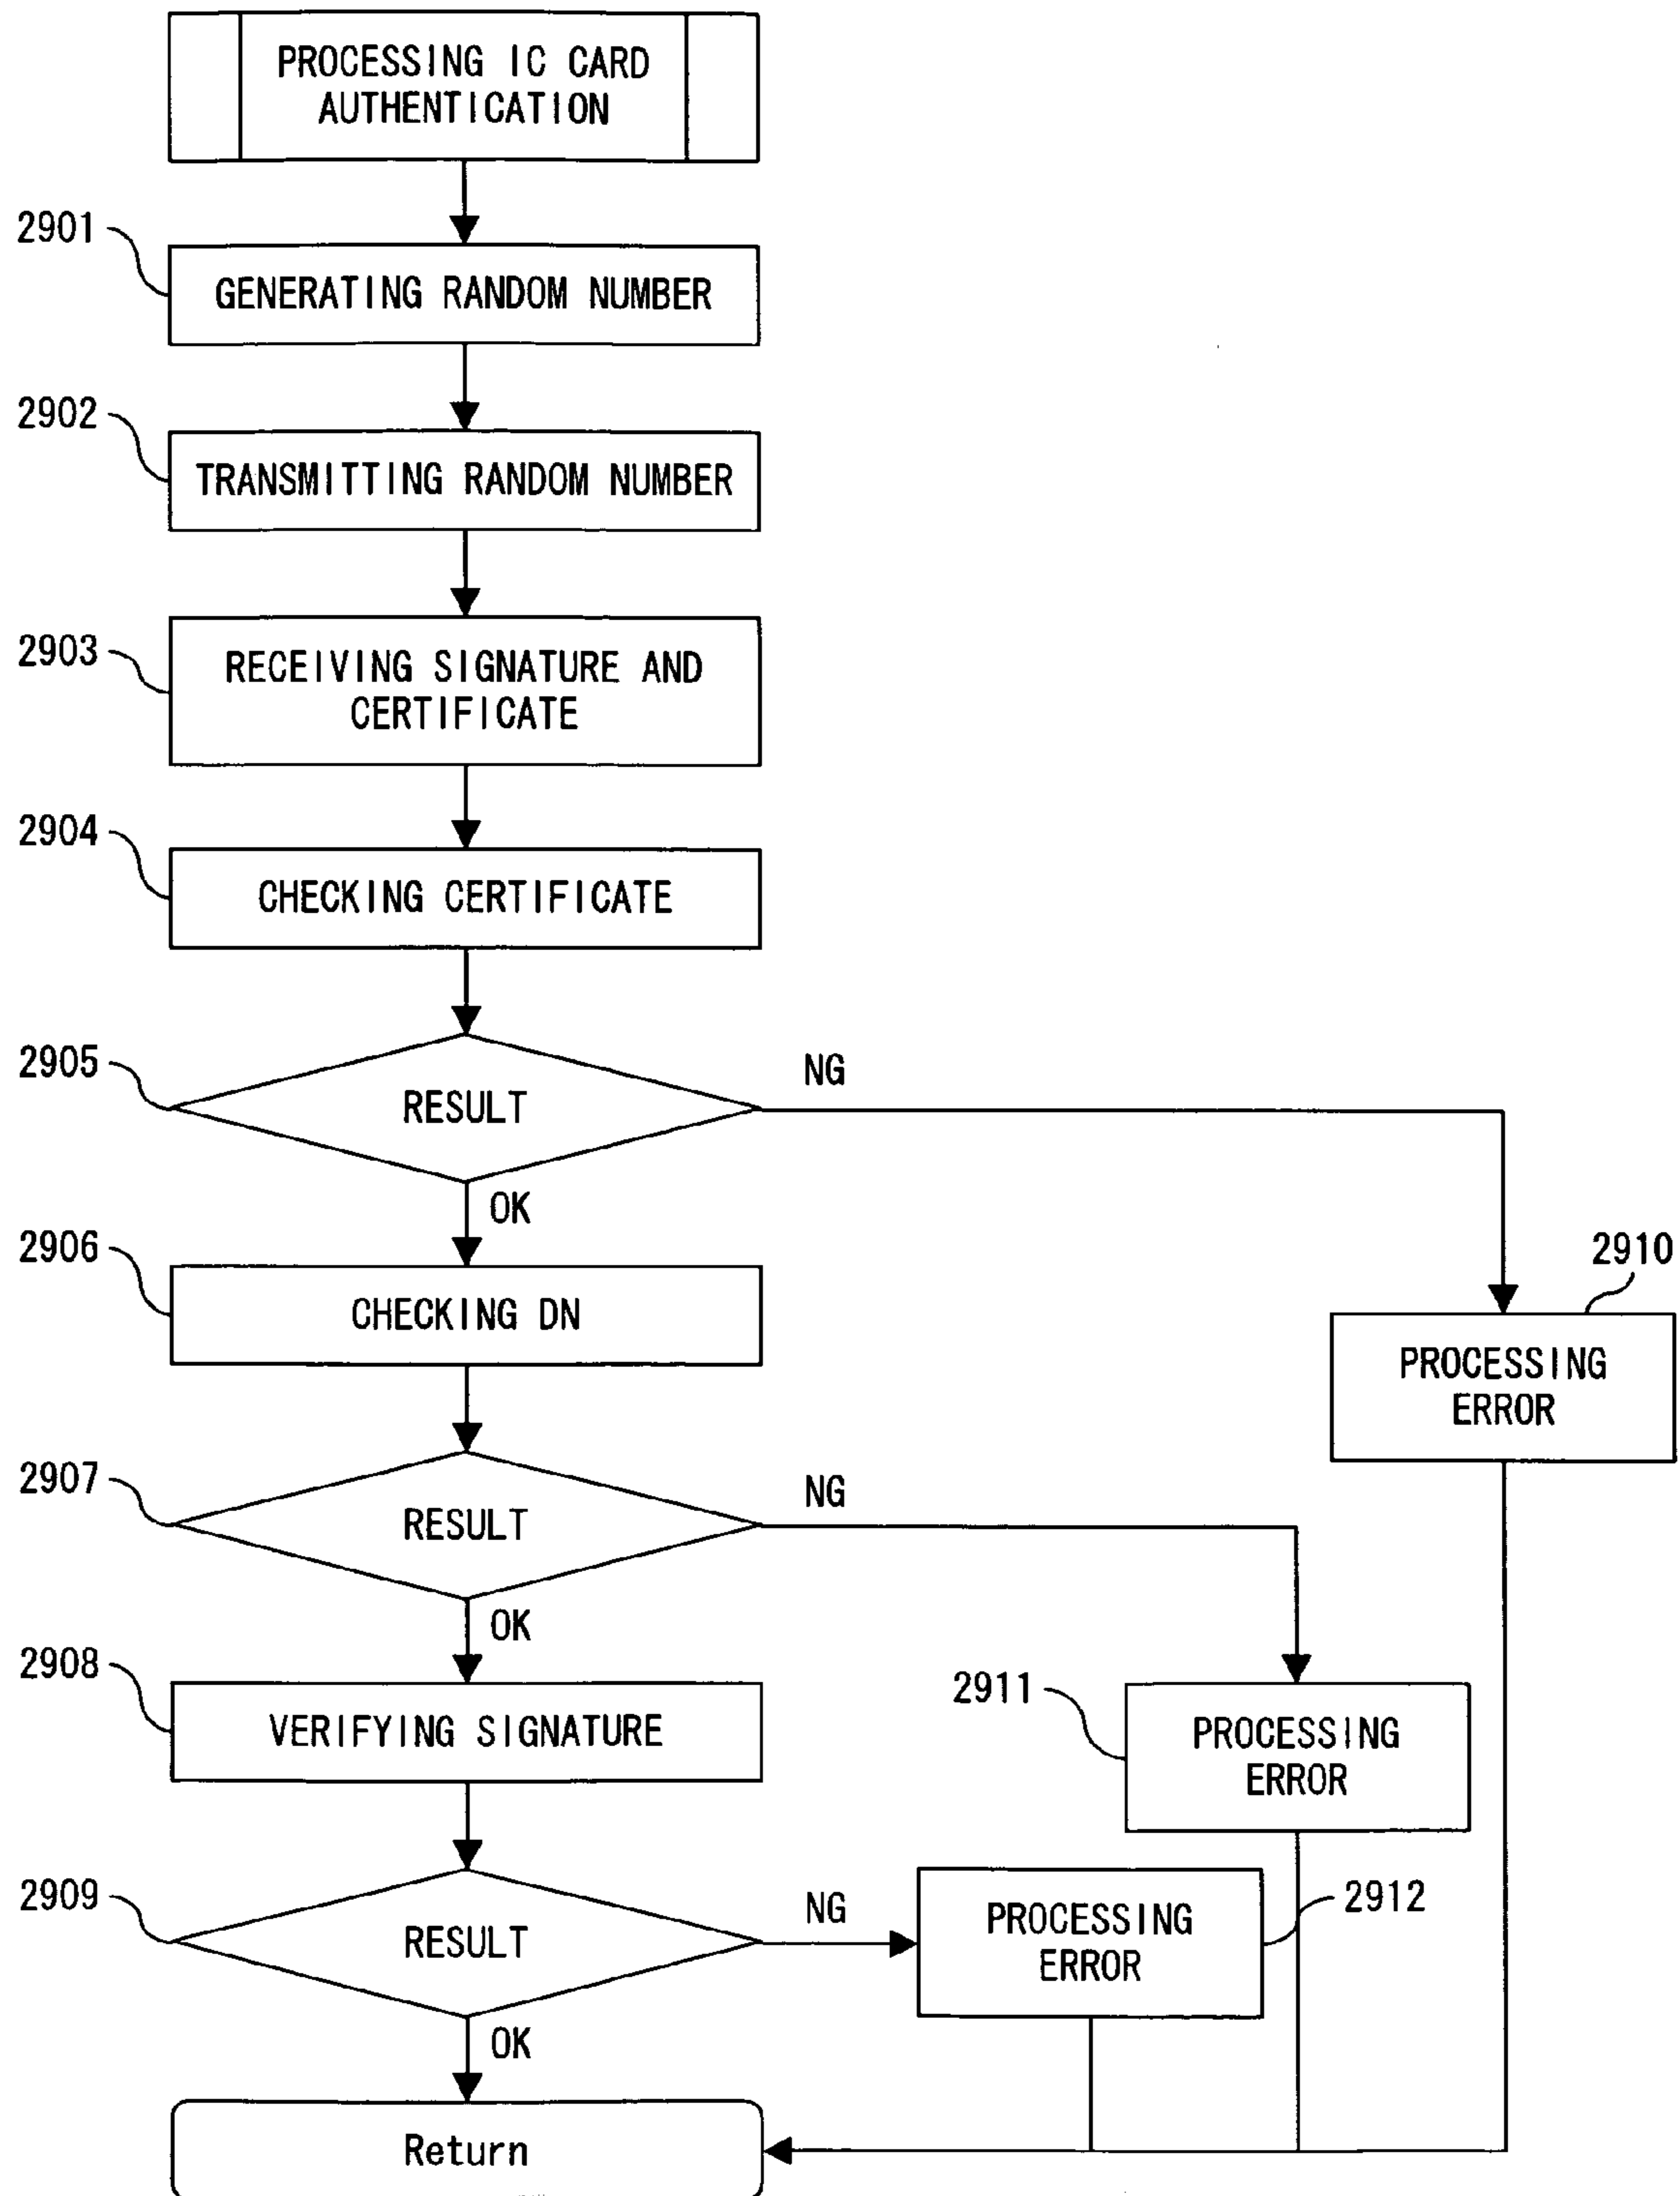 PROCESSING IC CARD
AUTHENTICATION
2901
GENERATING RANDOM NUMBER
2902
TRANSMITTING RANDOM NUMBER
2903
RECEIVING SIGNATURE AND
CERTIFICATE
2904
CHECKING CERTIFICATE
2905
RESULT
NG
OK
2906
CHECKING DN
2910
PROCESSING
ERROR
2907
RESULT
NG
OK
2908
VERIFYING SIGNATURE
2911
PROCESSING
ERROR
2909
RESULT
NG
PROCESSING
ERROR
2912
OK
Return